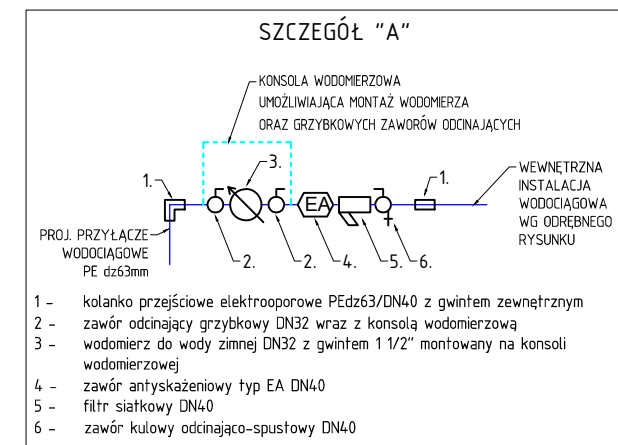 SZCZEGÓŁ "A"
KONSOLA WODOMIERZOWA
UMOŻLIWIAJĄCA MONTAŻ WODOMIERZA
ORAZ GRZYBKOWYCH ZAWORÓW ODCINAJĄCYCH
1.
3.
1.
WEWNĘTRZNA
INSTALACJA
WODOCIĄGOWA
WG ODRĘBNEGO
RYSUNKU
EA
PROJ. PRZYŁĄCZE
WODOCIĄGOWE
PE dz63mm
2.
2.
4.
5.
6.
1 - kolanko przejściowe elektrooporowe PEdz63/DN40 z gwintem zewnętrznym
2 - zawór odcinający grzybkowy DN32 wraz z konsolą wodomierzową
3 - wodomierz do wody zimnej DN32 z gwintem 1 1/2" montowany na konsoli
wodomierzowej
4 - zawór antyskażeniowy typ EA DN40
5 - filtr siatkowy DN40
6 - zawór kulowy odcinająco-spustowy DN40